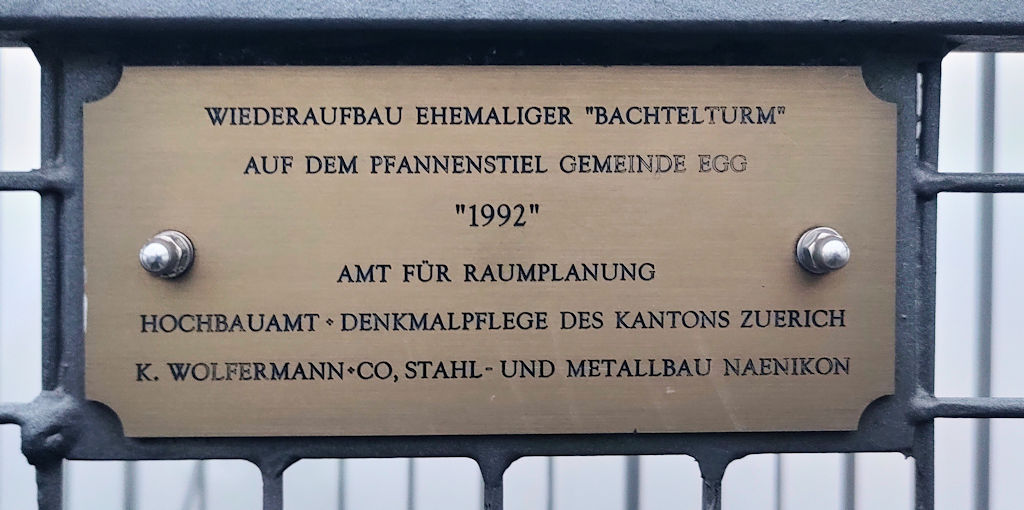 WIEDERAUFBAU EHEMALIGER "BACHTELTURM"
AUF DEM PFANNENSTIEL GEMEINDE EGG
"1992"
AMT FÜR RAUMPLANUNG
HOCHBAUAMT + DENKMALPFLEGE DES KANTONS ZUERICH
K. WOLFERMANN+CO, STAHL- UND METALLBAU NAENIKON